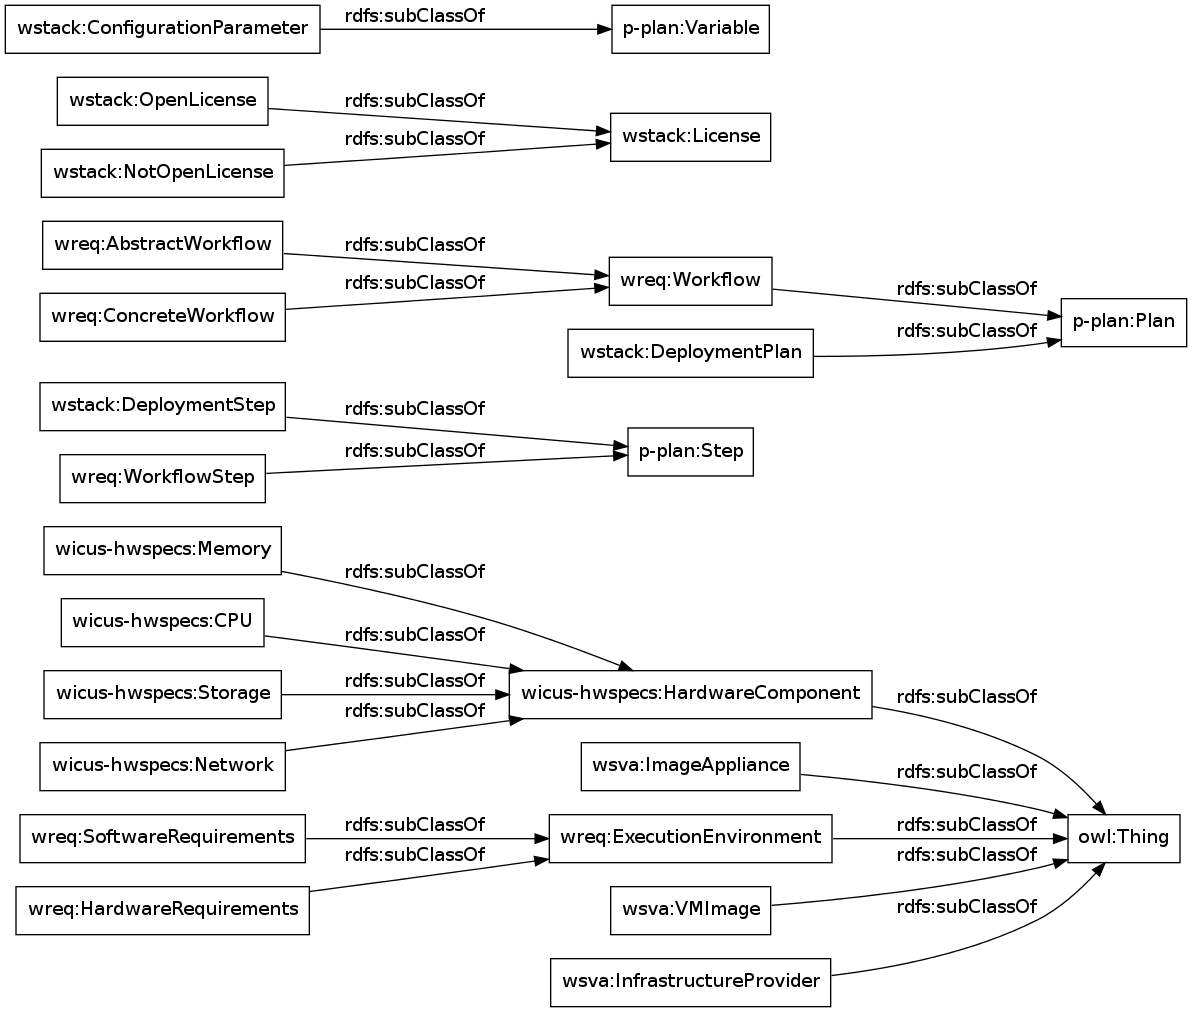 wstack:ConfigurationParameter
rdfs:subClassOf
p-plan:Variable
wstack:OpenLicense
rdfs:subClassOf
wstack:License
rdfs:subClassOf
wstack:NotOpenLicense
wreq:AbstractWorkflow
rdfs:subClassOf
wreq:Workflow
rdfs:subClassOf
wreq:ConcreteWorkflow
rdfs:subClassOf
p-plan:Plan
rdfs:subClassOf
wstack:DeploymentPlan
wstack:DeploymentStep
rdfs:subClassOf
p-plan:Step
rdfs:subClassOf
wreq:WorkflowStep
wicus-hwspecs:Memory
rdfs:subClassOf
wicus-hwspecs:CPU
rdfs:subClassOf
wicus-hwspecs:Storage
rdfs:subClassOf
wicus-hwspecs:HardwareComponent
rdfs:subClassOf
rdfs:subClassOf
wicus-hwspecs:Network
wsva:ImageAppliance
rdfs:subClassOf
wreq:SoftwareRequirements
rdfs:subClassOf
wreq:ExecutionEnvironment
rdfs:subClassOf
owl:Thing
rdfs:subClassOf
rdfs:subClassOf
wreq:HardwareRequirements
wsva:VMImage
rdfs:subClassOf
wsva:InfrastructureProvider